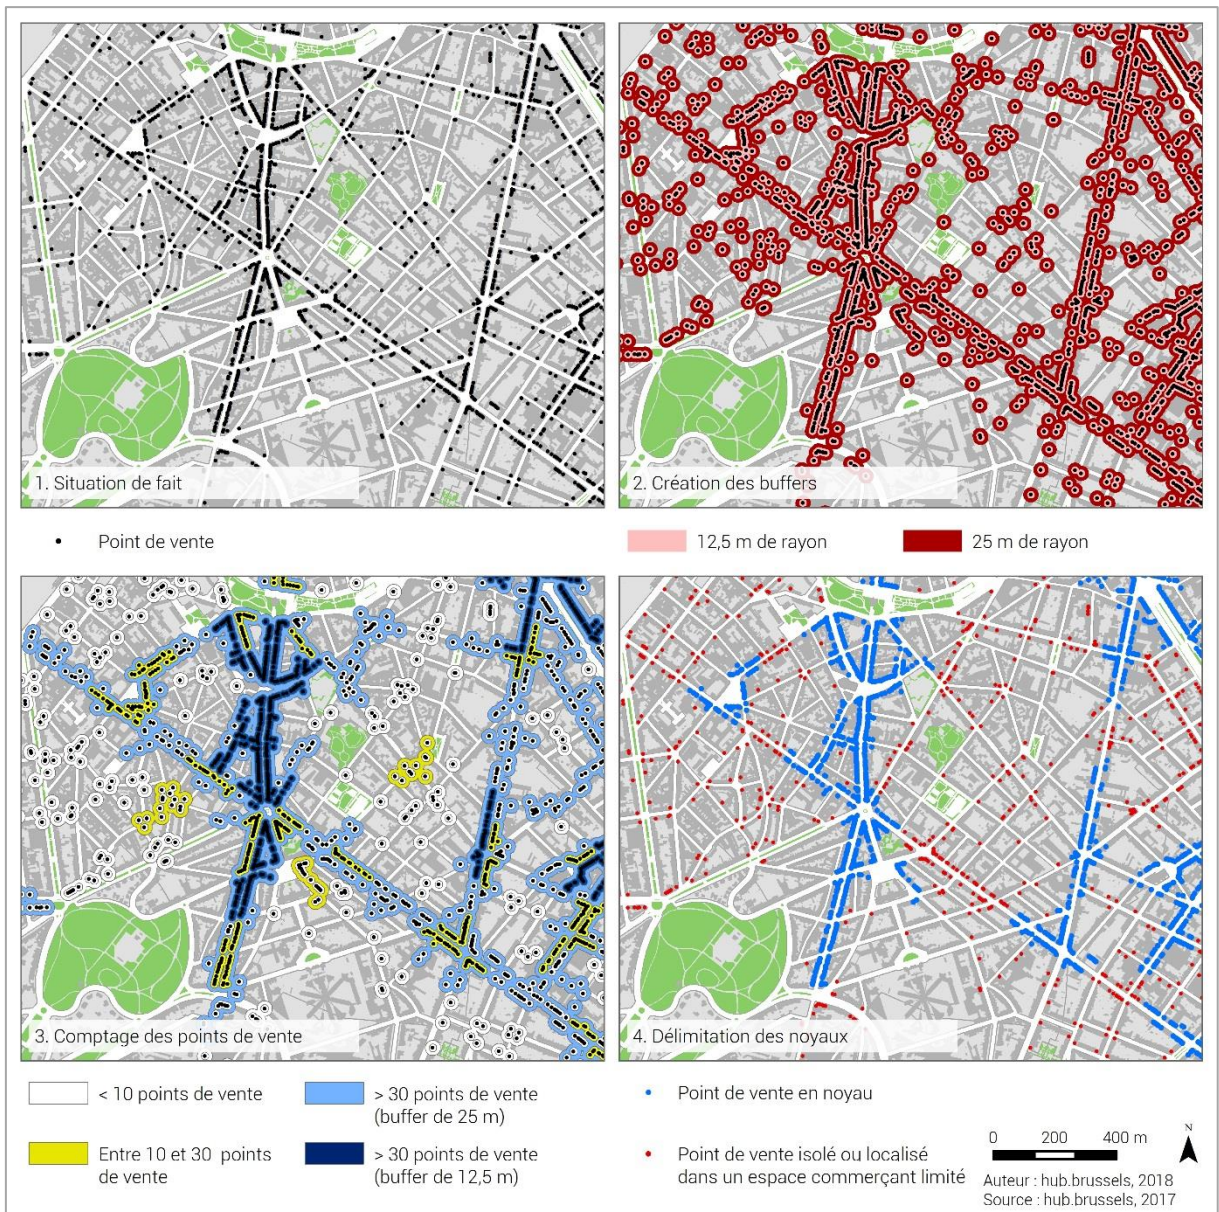 1. Situation de fait
2. Création des buffers
Point de vente
12,5 m de rayon
25 m de rayon
3. Comptage des points de vente
4. Délimitation des noyaux
< 10 points de vente
> 30 points de vente
(buffer de 25 m)
Entre 10 et 30 points
de vente
> 30 points de vente
(buffer de 12,5 m)
Point de vente en noyau
Point de vente isolé ou localisé
dans un espace commerçant limité
N
0 200 400 m
Auteur : hub.brussels, 2018
Source : hub.brussels, 2017